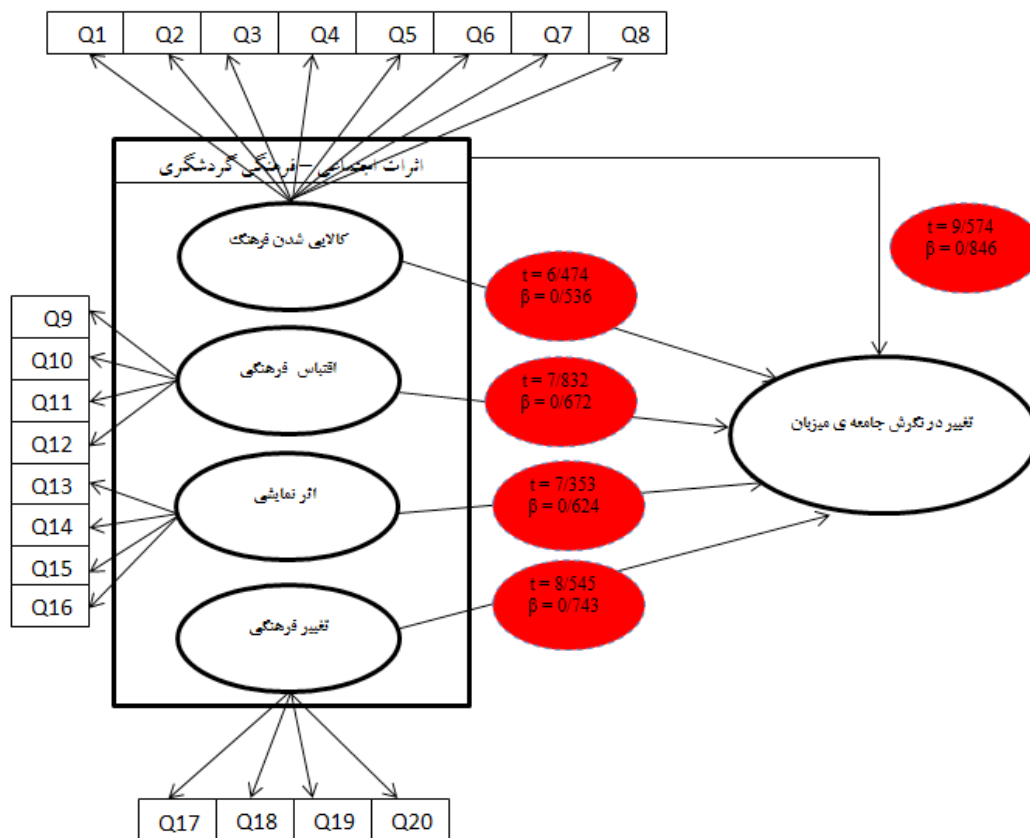 Q1 Q2 Q3 Q4 Q5 Q6 Q7 Q8
اثرات اجتماعی – فرهنگی گردشگری
کالایی شدن فرهنگ
t = 9/574
β = 0/846
t = 6/474
β = 0/536
Q9
Q10
Q11
Q12
اقتباس فرهنگی
t = 7/832
β = 0/672
تغییر در نگرش جامعه ی میزبان
Q13
Q14
Q15
Q16
اثر نمایشی
t = 7/353
β = 0/624
تغییر فرهنگی
t = 8/545
β = 0/743
Q17 Q18 Q19 Q20